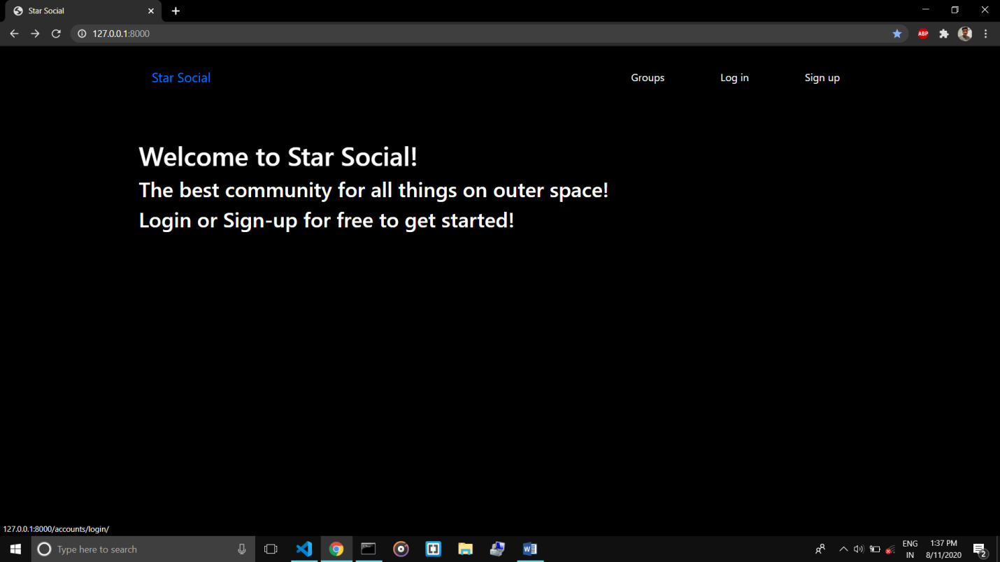 Star Social
127.0.0.1:8000
ABP
Star Social
Groups
Log in
Sign up
Welcome to Star Social!
The best community for all things on outer space!
Login or Sign-up for free to get started!
127.0.0.1:8000/accounts/login/
Type here to search
W
ENG
IN
1:37 PM
8/11/2020
2